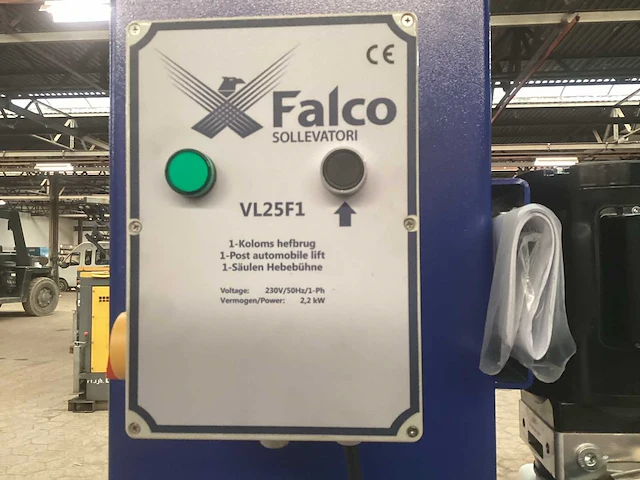 CE
Falco
SOLLEVATORI
VL25F1
1-Koloms hefbrug
1-Post automobile lift
1-Säulen Hebebühne
Voltage: 230V/50Hz/1-Ph
Vermogen/Power: 2,2 kW